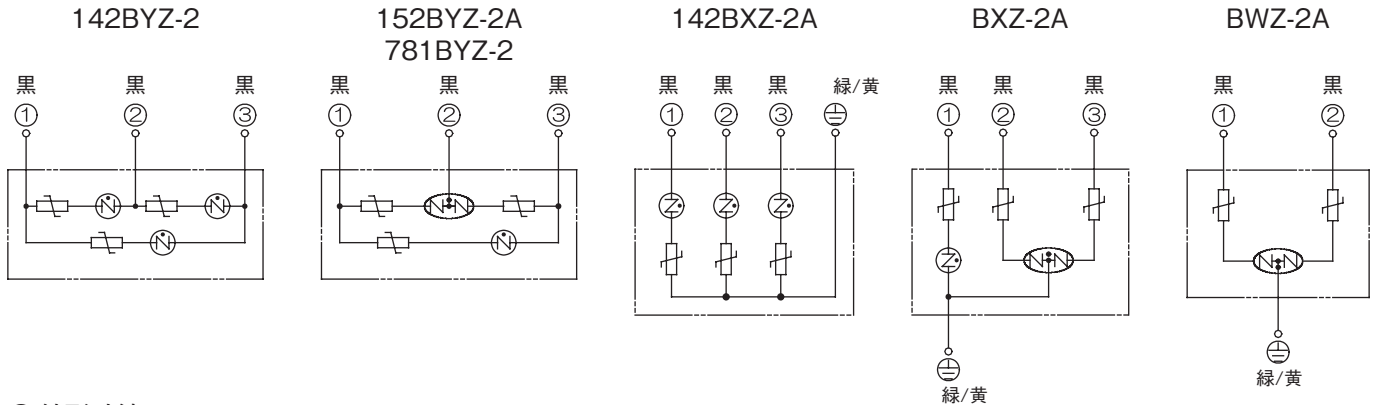 142BYZ-2
152BYZ-2A
781BYZ-2
142BXZ-2A
BXZ-2A
BWZ-2A
黒 黒 黒
① ② ③
黒 黒 黒
① ② ③
黒 黒 黒 緑/黄
① ② ③
黒 黒 黒
① ② ③
緑/黄
黒 黒
① ②
緑/黄